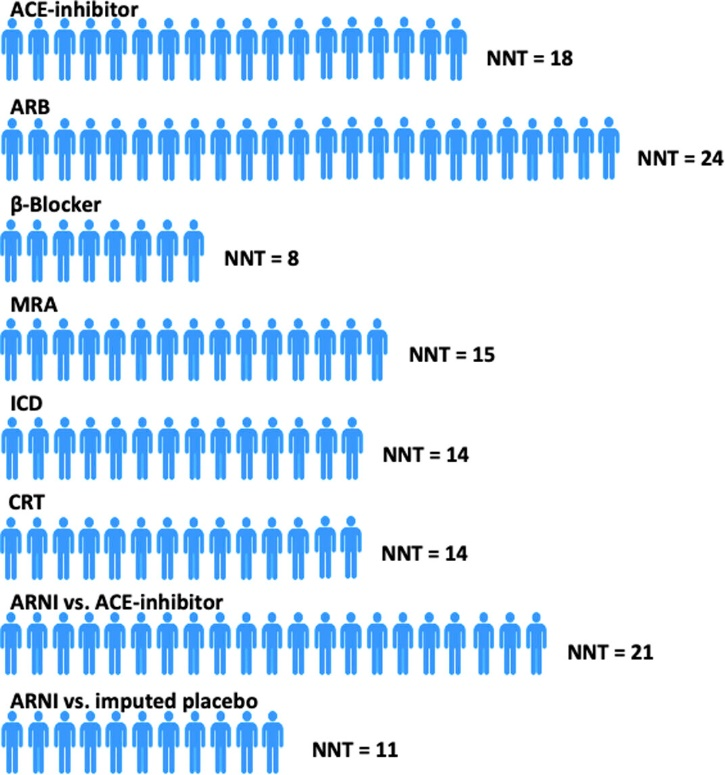 ACE-inhibitor
NNT = 18
ARB
NNT = 24
β-Blocker
NNT = 8
MRA
NNT = 15
ICD
NNT = 14
CRT
NNT = 14
ARNI vs. ACE-inhibitor
NNT = 21
ARNI vs. imputed placebo
NNT = 11